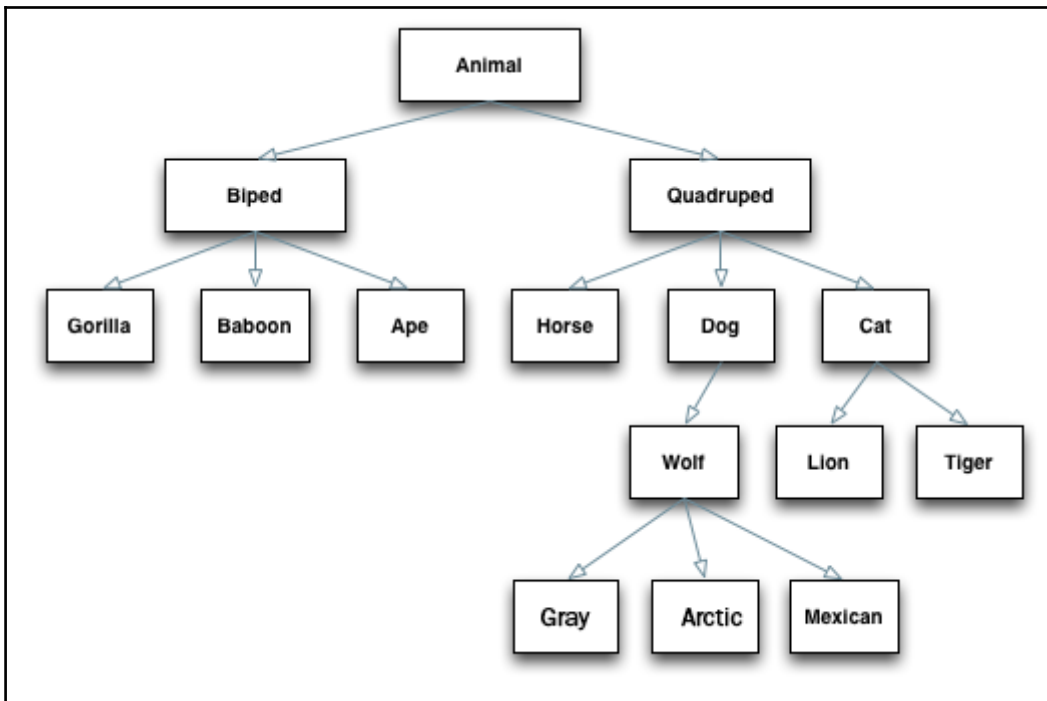 Animal
Biped
Quadruped
Gorilla
Baboon
Ape
Horse
Dog
Cat
Wolf
Lion
Tiger
Gray
Arctic
Mexican